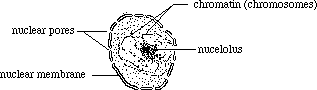 chromatin (chromosomes)
nuclear pores
nucelolus
nuclear membrane